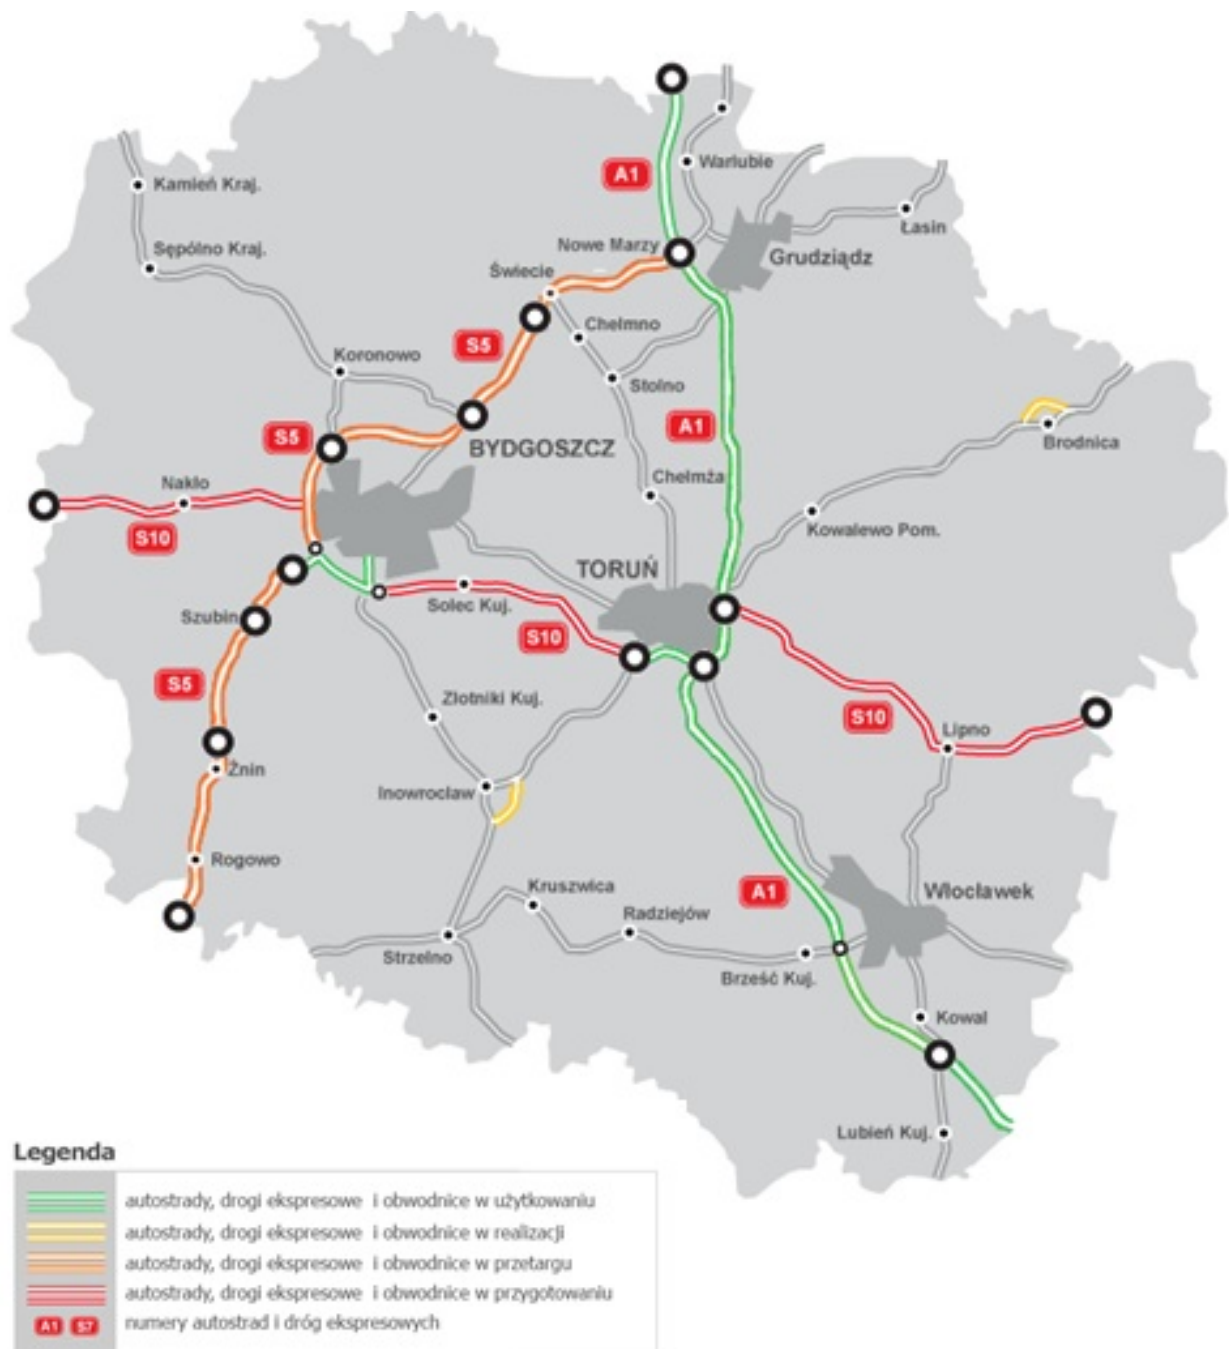 Warlubie
A1
Kamień Kraj.
Łasin
Sępólno Kraj.
Nowe Marzy
Grudziądz
Świecie
Chełmno
S5
Koronowo
Stolno
A1
S5
BYDGOSZCZ
Brodnica
Nakło
Chełmża
S10
Kowalewo Pom.
TORUŃ
Solec Kuj.
Szubin
S10
S5
Złotniki Kuj.
S10
Lipno
Żnin
Inowrocław
Rogowo
Kruszwica
A1
Włocławek
Radziejów
Strzelno
Brześć Kuj.
Kowal
Lubień Kuj.
Legenda
autostrady, drogi ekspresowe i obwodnice w użytkowaniu
autostrady, drogi ekspresowe i obwodnice w realizacji
autostrady, drogi ekspresowe i obwodnice w przetargu
autostrady, drogi ekspresowe i obwodnice w przygotowaniu
A1 S7 numery autostrad i dróg ekspresowych